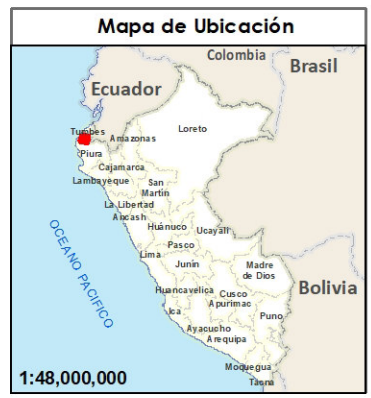 Mapa de Ubicación
Colombia
Brasil
Ecuador
Loreto
Tumbes
Amazonas
Piura
Cajamarca
Lambayeque
San
Martin
La Libertad
Ancash
Huánuco
Ucayali
Pasco
Lima
Junín
Madre
de Dios
Huancavelica
Cusco
Apurimac
Bolivia
Ica
Puno
Ayacucho
Arequipa
Moquegua
Tacna
OCEANO PACIFICO
1:48,000,000